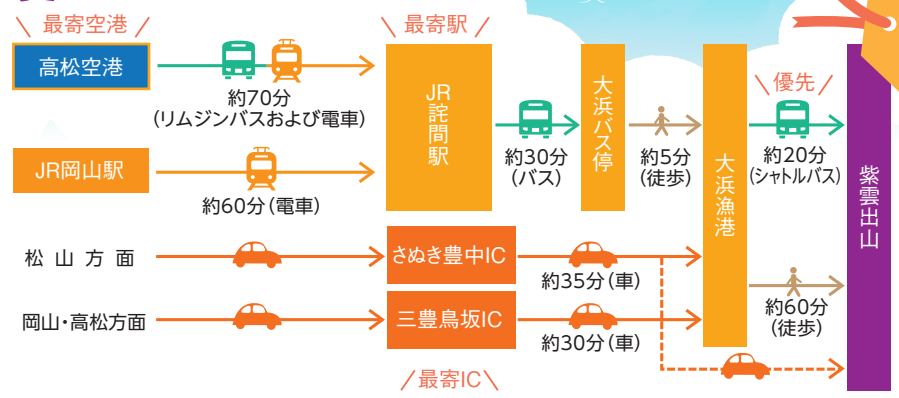 最寄空港
高松空港
約70分
(リムジンバスおよび電車)
JR岡山駅
約60分(電車)
最寄駅
JR詫間駅
約30分
(バス)
大浜バス停
約5分
(徒歩)
大浜漁港
優先
約20分
(シャトルバス)
紫雲出山
松山方面
さぬき豊中IC
約35分(車)
約60分
(徒歩)
岡山・高松方面
三豊鳥坂IC
約30分(車)
最寄IC